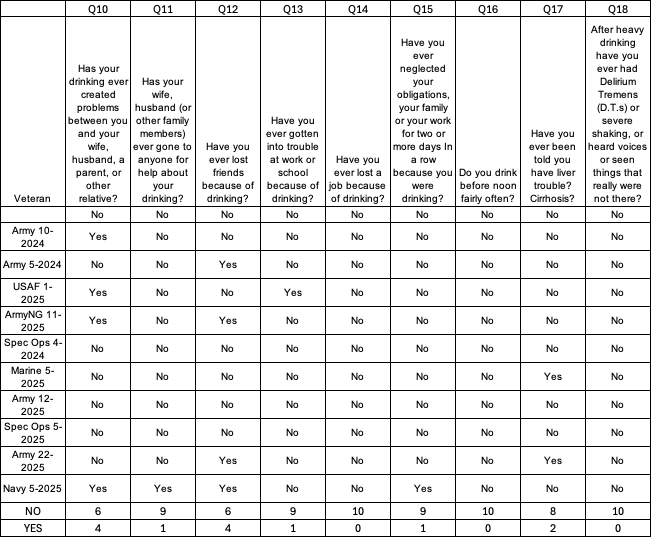 Q10 Q11 Q12 Q13 Q14 Q15 Q16 Q17 Q18
Veteran
Has your
drinking ever
created
problems
between you
and your
wife,
husband, a
parent, or
other
relative?
Has your
wife,
husband (or
other family
members)
ever gone to
anyone for
help about
your
drinking?
Have you
ever lost
friends
because of
drinking?
Have you
ever gotten
into trouble
at work or
school
because of
drinking?
Have you
ever lost a
job because
of drinking?
Have you
ever
neglected
your
obligations,
your family
or your work
for two or
more days In
a row
because you
were
drinking?
Do you drink
before noon
fairly often?
Have you
ever been
told you
have liver
trouble?
Cirrhosis?
After heavy
drinking
have you
ever had
Delirium
Tremens
(D.T.s) or
severe
shaking, or
heard voices
or seen
things that
really were
not there?
No No No No No No No No No
Army 10-
2024
Yes No No No No No No No No
Army 5-2024 No No Yes No No No No No No
USAF 1-
2025
Yes No No Yes No No No No No
ArmyNG 11-
2025
Yes No Yes No No No No No No
Spec Ops 4-
2024
No No No No No No No No No
Marine 5-
2025
No No No No No No No Yes No
Army 12-
2025
No No No No No No No No No
Spec Ops 5-
2025
No No No No No No No No No
Army 22-
2025
No No Yes No No No No Yes No
Navy 5-2025 Yes Yes Yes No No Yes No No No
NO 6 9 6 9 10 9 10 8 10
YES 4 1 4 1 0 1 0 2 0